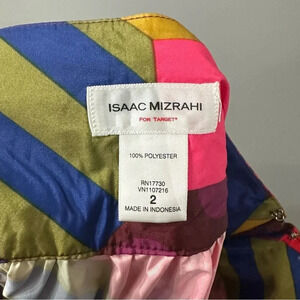 ISAAC MIZRAHI
FOR TARGET*
100% POLYESTER
RN17730
VN1107216
2
MADE IN INDONESIA